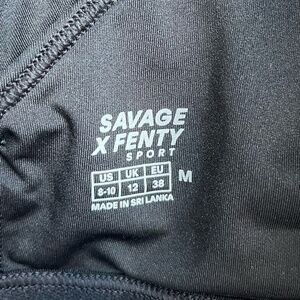 SAVAGE
X FENTY
SPORT
US UK EU
8-10 12 38 M
MADE IN SRI LANKA